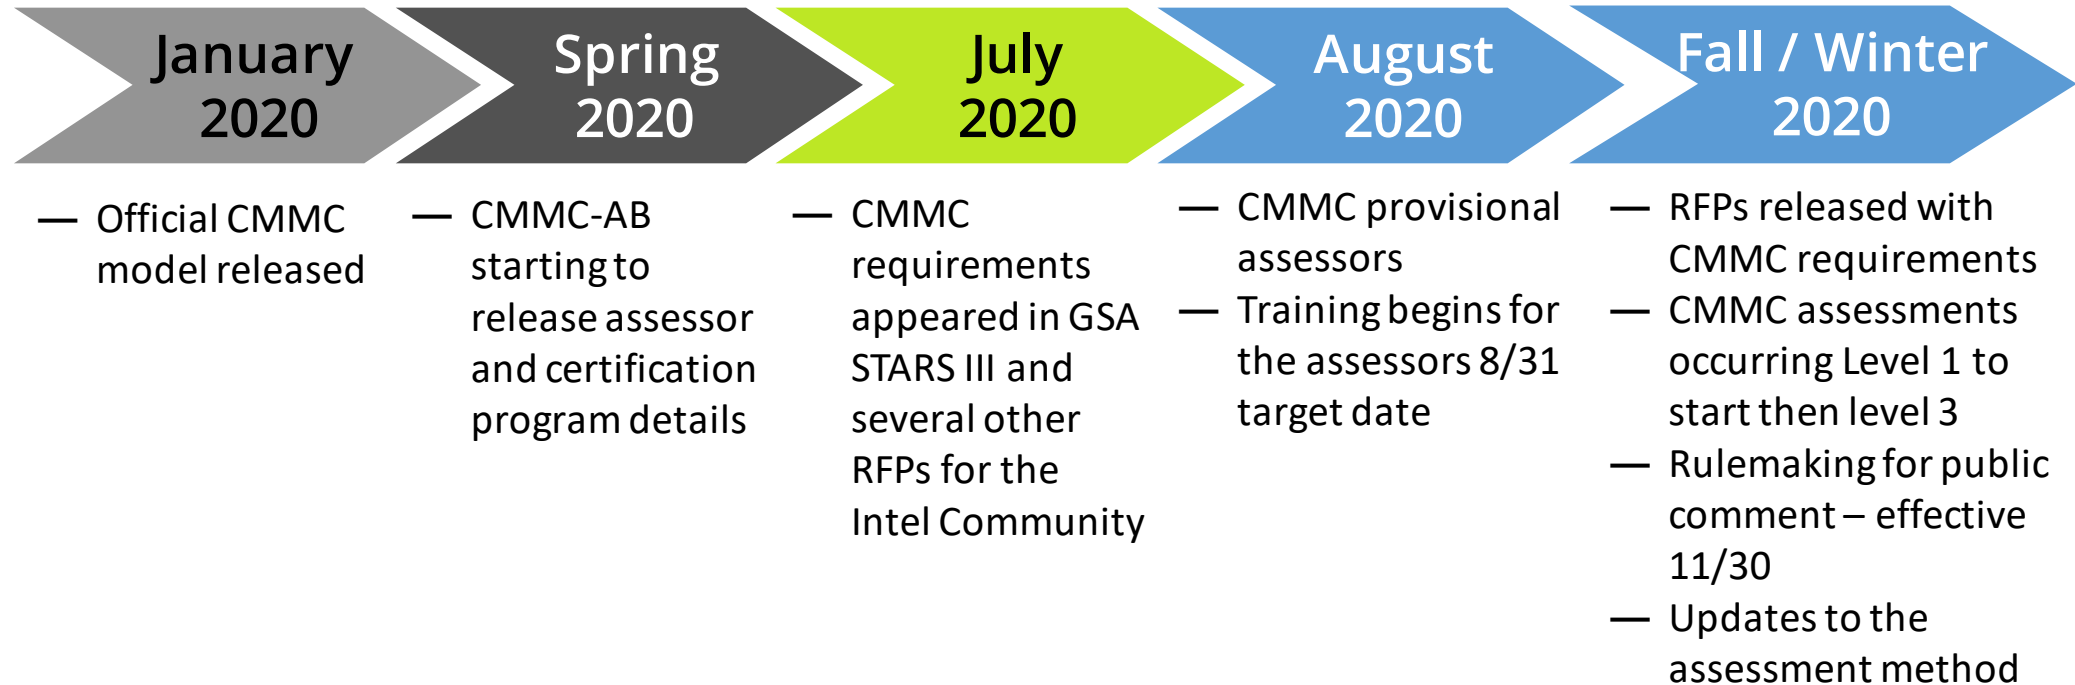 January
2020
— Official CMMC
model released
Spring
2020
— CMMC-AB
starting to
release assessor
and certification
program details
July
2020
— CMMC
requirements
appeared in GSA
STARS III and
several other
RFPs for the
Intel Community
August
2020
— CMMC provisional
assessors
— Training begins for
the assessors 8/31
target date
Fall / Winter
2020
— RFPs released with
CMMC requirements
— CMMC assessments
occurring Level 1 to
start then level 3
— Rulemaking for public
comment – effective
11/30
— Updates to the
assessment method